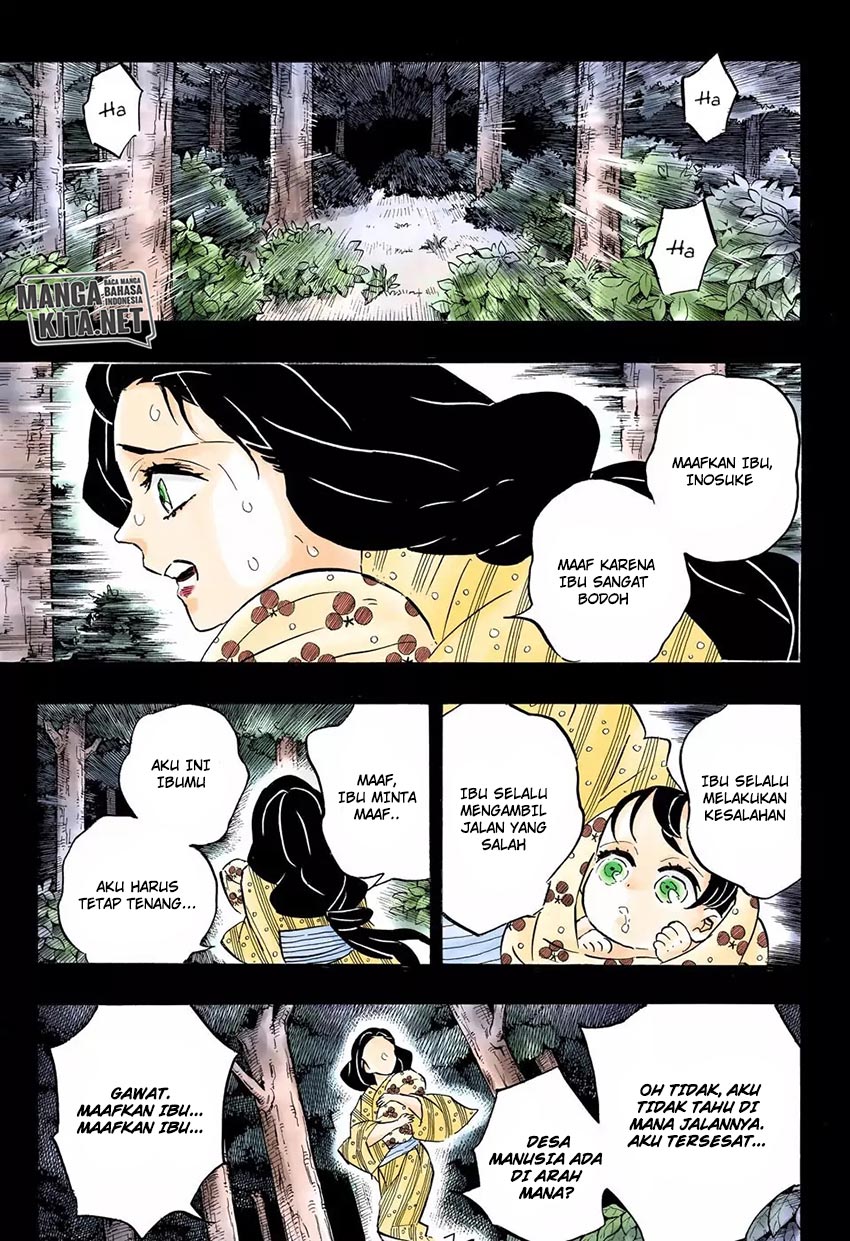 Ha
Ha
Ha
MANGA
KITA.NET
BACA MANGA
BAHASA
INDONESIA
MAAFKAN IBU,
INOSUKE
MAAF KARENA
IBU SANGAT
BODOH
IBU SELALU
MELAKUKAN
KESALAHAN
IBU SELALU
MENGAMBIL
JALAN YANG
SALAH
MAAF,
IBU MINTA
MAAF..
AKU INI
IBUMU
AKU HARUS
TETAP TENANG...
OH TIDAK, AKU
TIDAK TAHU DI
MANA JALANNYA.
AKU TERSESAT...
DESA
MANUSIA ADA
DI ARAH
MANA?
GAWAT.
MAAFKAN IBU...
MAAFKAN IBU...